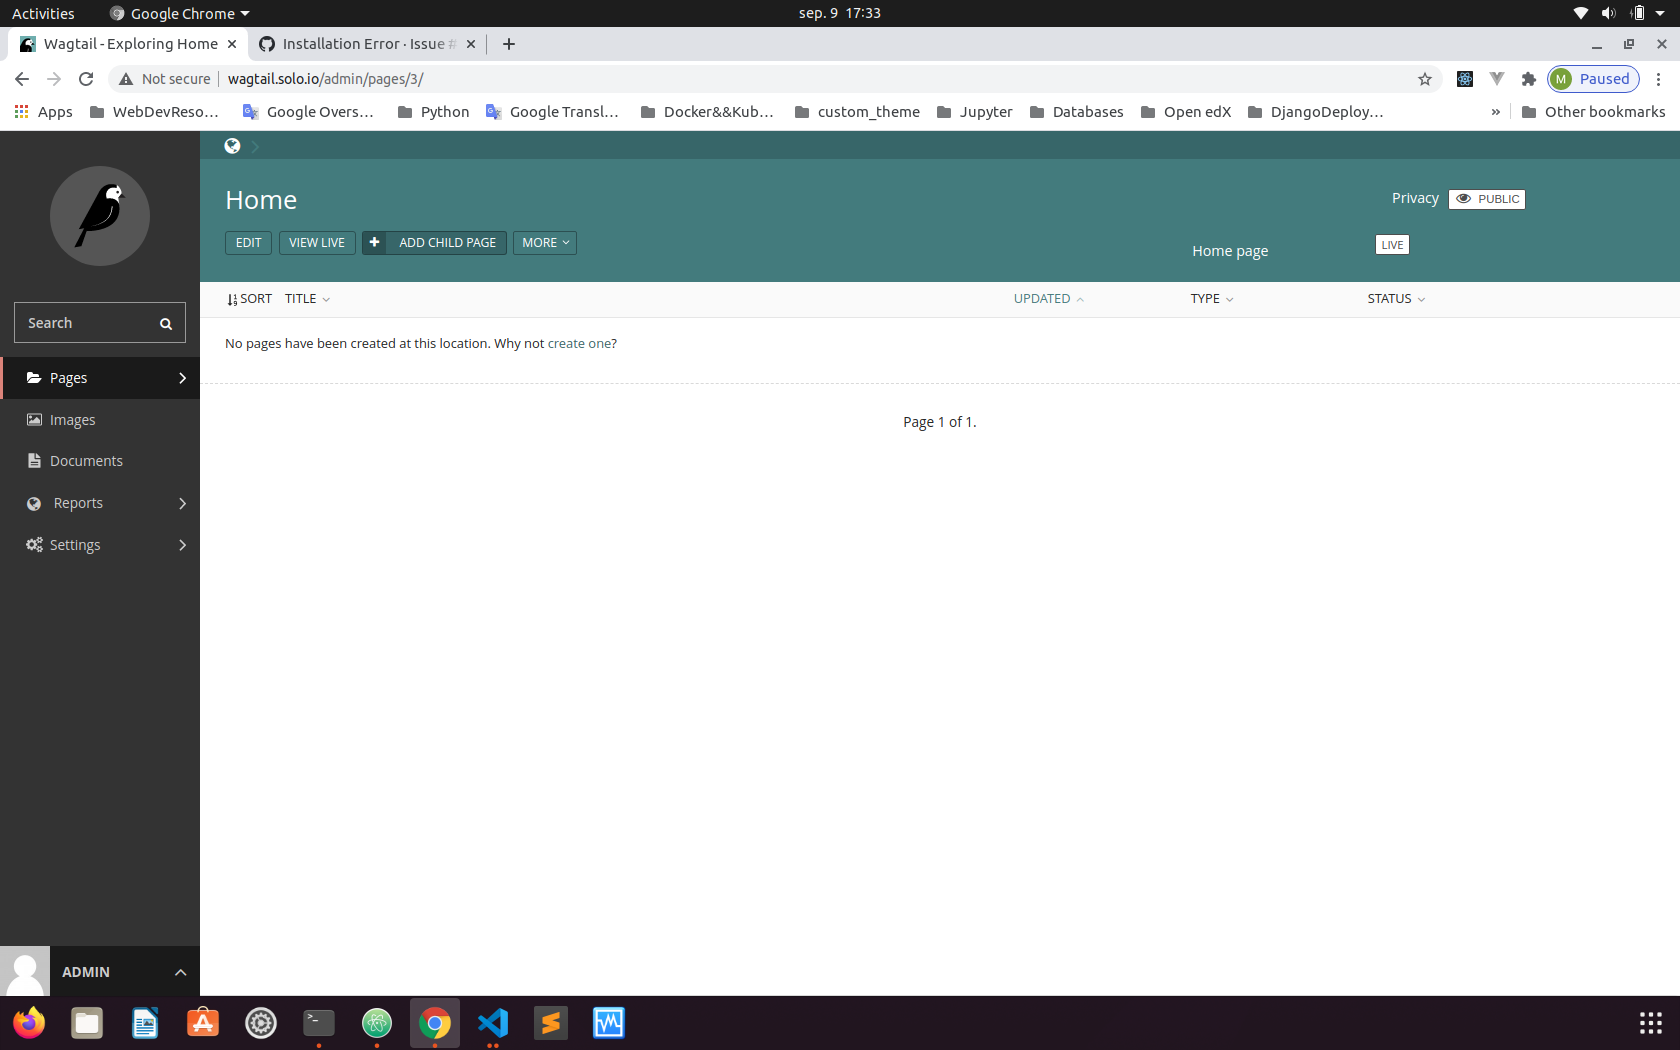 Activities
Google Chrome
sep. 9 17:33
Wagtail - Exploring Home
Installation Error · Issue #
Not secure
wagtail.solo.io/admin/pages/3/
M
Paused
Apps
WebDevReso...
Google Overs...
Python
Google Transl...
Docker&&Kub...
custom_theme
Jupyter
Databases
Open edX
DjangoDeploy...
»
Other bookmarks
Home
Privacy
PUBLIC
EDIT
VIEW LIVE
ADD CHILD PAGE
MORE
Home page
LIVE
SORT
TITLE
UPDATED
TYPE
STATUS
No pages have been created at this location. Why not create one?
Page 1 of 1.
Search
Pages
Images
Documents
Reports
Settings
ADMIN